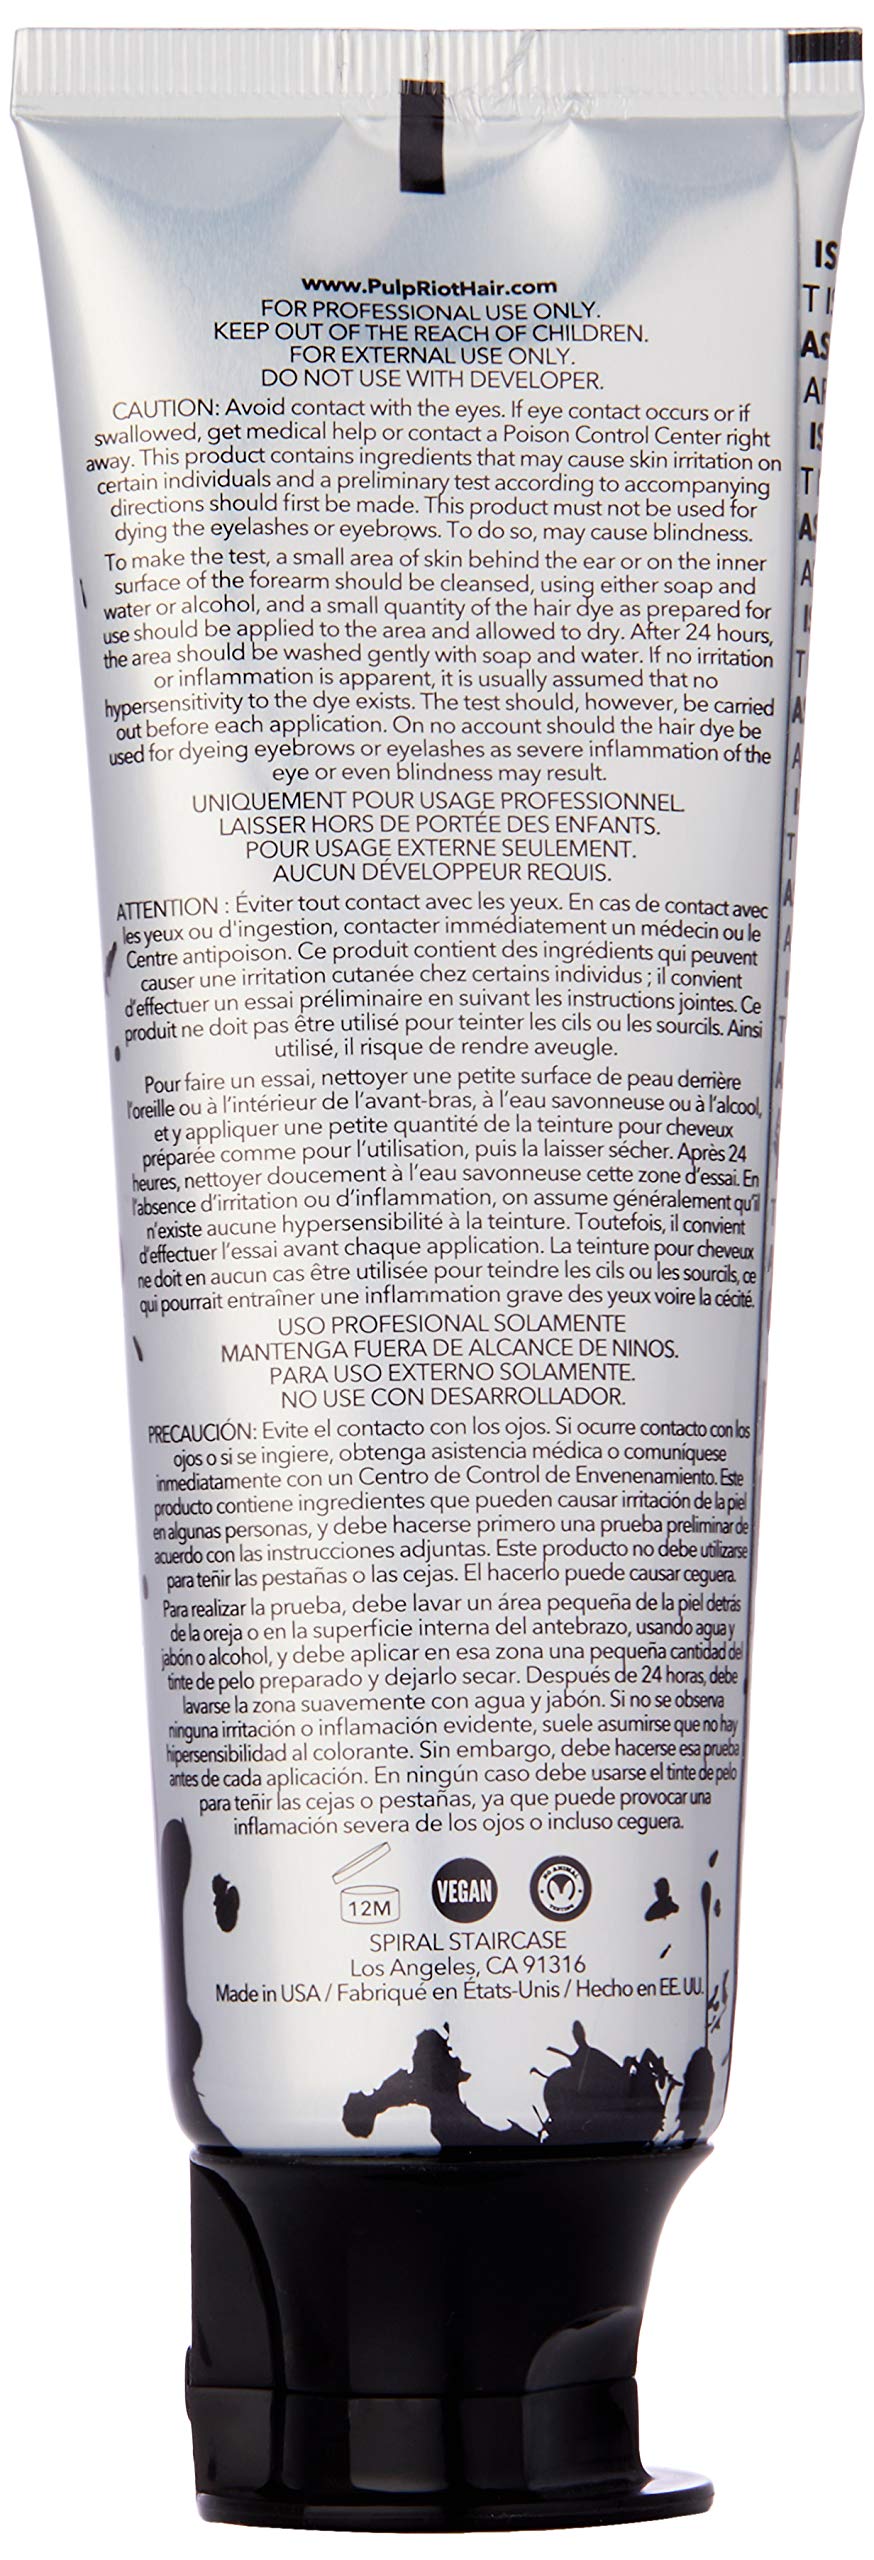 www.PulpRiotHair.com
FOR PROFESSIONAL USE ONLY.
KEEP OUT OF THE REACH OF CHILDREN.
FOR EXTERNAL USE ONLY.
DO NOT USE WITH DEVELOPER.
CAUTION: Avoid contact with the eyes. If eye contact occurs or if
swallowed, get medical help or contact a Poison Control Center right
away. This product contains ingredients that may cause skin irritation on
certain individuals and a preliminary test according to accompanying
directions should first be made. This product must not be used for
dying the eyelashes or eyebrows. To do so, may cause blindness.
To make the test, a small area of skin behind the ear or on the inner
surface of the forearm should be cleansed, using either soap and
water or alcohol, and a small quantity of the hair dye as prepared for
use should be applied to the area and allowed to dry. After 24 hours,
the area should be washed gently with soap and water. If no irritation
or inflammation is apparent, it is usually assumed that no
hypersensitivity to the dye exists. The test should, however, be carried
out before each application. On no account should the hair dye be
used for dyeing eyebrows or eyelashes as severe inflammation of the
eye or even blindness may result.
UNIQUEMENT POUR USAGE PROFESSIONNEL
LAISSER HORS DE PORTÉE DES ENFANTS.
POUR USAGE EXTERNE SEULEMENT.
AUCUN DÉVELOPPEUR REQUIS.
ATTENTION : Éviter tout contact avec les yeux. En cas de contact avec
les yeux ou d'ingestion, contacter immédiatement un médecin ou le
Centre antipoison. Ce produit contient des ingrédients qui peuvent
causer une irritation cutanée chez certains individus ; il convient
d'effectuer un essai préliminaire en suivant les instructions jointes. Ce
produit ne doit pas être utilisé pour teinter les cils ou les sourcils. Ainsi
utilisé, il risque de rendre aveugle.
Pour faire un essai, nettoyer une petite surface de peau derrière
l'oreille ou à l'intérieur de l'avant-bras, à l'eau savonneuse ou à l'alcool,
et y appliquer une petite quantité de la teinture pour cheveux
préparée comme pour l'utilisation, puis la laisser sécher. Après 24
heures, nettoyer doucement à l'eau savonneuse cette zone d'essai. En
l'absence d'irritation ou d'inflammation, on assume généralement qu'il
n'existe aucune hypersensibilité à la teinture. Toutefois, il convient
d'effectuer l'essai avant chaque application. La teinture pour cheveux
ne doit en aucun cas être utilisée pour teindre les cils ou les sourcils, ce
qui pourrait entraîner une inflammation grave des yeux voire la cécité.
USO PROFESIONAL SOLAMENTE
MANTENGA FUERA DE ALCANCE DE NINOS.
PARA USO EXTERNO SOLAMENTE.
NO USE CON DESARROLLADOR.
PRECAUCIÓN: Evite el contacto con los ojos. Si ocurre contacto con los
ojos o si se ingiere, obtenga asistencia médica o comuníquese
inmediatamente con un Centro de Control de Envenenamiento. Este
producto contiene ingredientes que pueden causar irritación de la piel
en algunas personas, y debe hacerse primero una prueba preliminar de
acuerdo con las instrucciones adjuntas. Este producto no debe utilizarse
para teñir las pestañas o las cejas. El hacerlo puede causar ceguera.
Para realizar la prueba, debe lavar un área pequeña de la piel detrás
de la oreja o en la superficie interna del antebrazo, usando agua y
jabón o alcohol, y debe aplicar en esa zona una pequeña cantidad del
tinte de pelo preparado y dejarlo secar. Después de 24 horas, debe
lavarse la zona suavemente con agua y jabón. Si no se observa
ninguna irritación o inflamación evidente, suele asumirse que no hay
hipersensibilidad al colorante. Sin embargo, debe hacerse esa prueba
antes de cada aplicación. En ningún caso debe usarse el tinte de pelo
para teñir las cejas o pestañas, ya que puede provocar una
inflamación severa de los ojos o incluso ceguera.
12M
VEGAN
NO ANIMAL TESTING
SPIRAL STAIRCASE
Los Angeles, CA 91316
Made in USA / Fabriqué en États-Unis / Hecho en EE. UU.